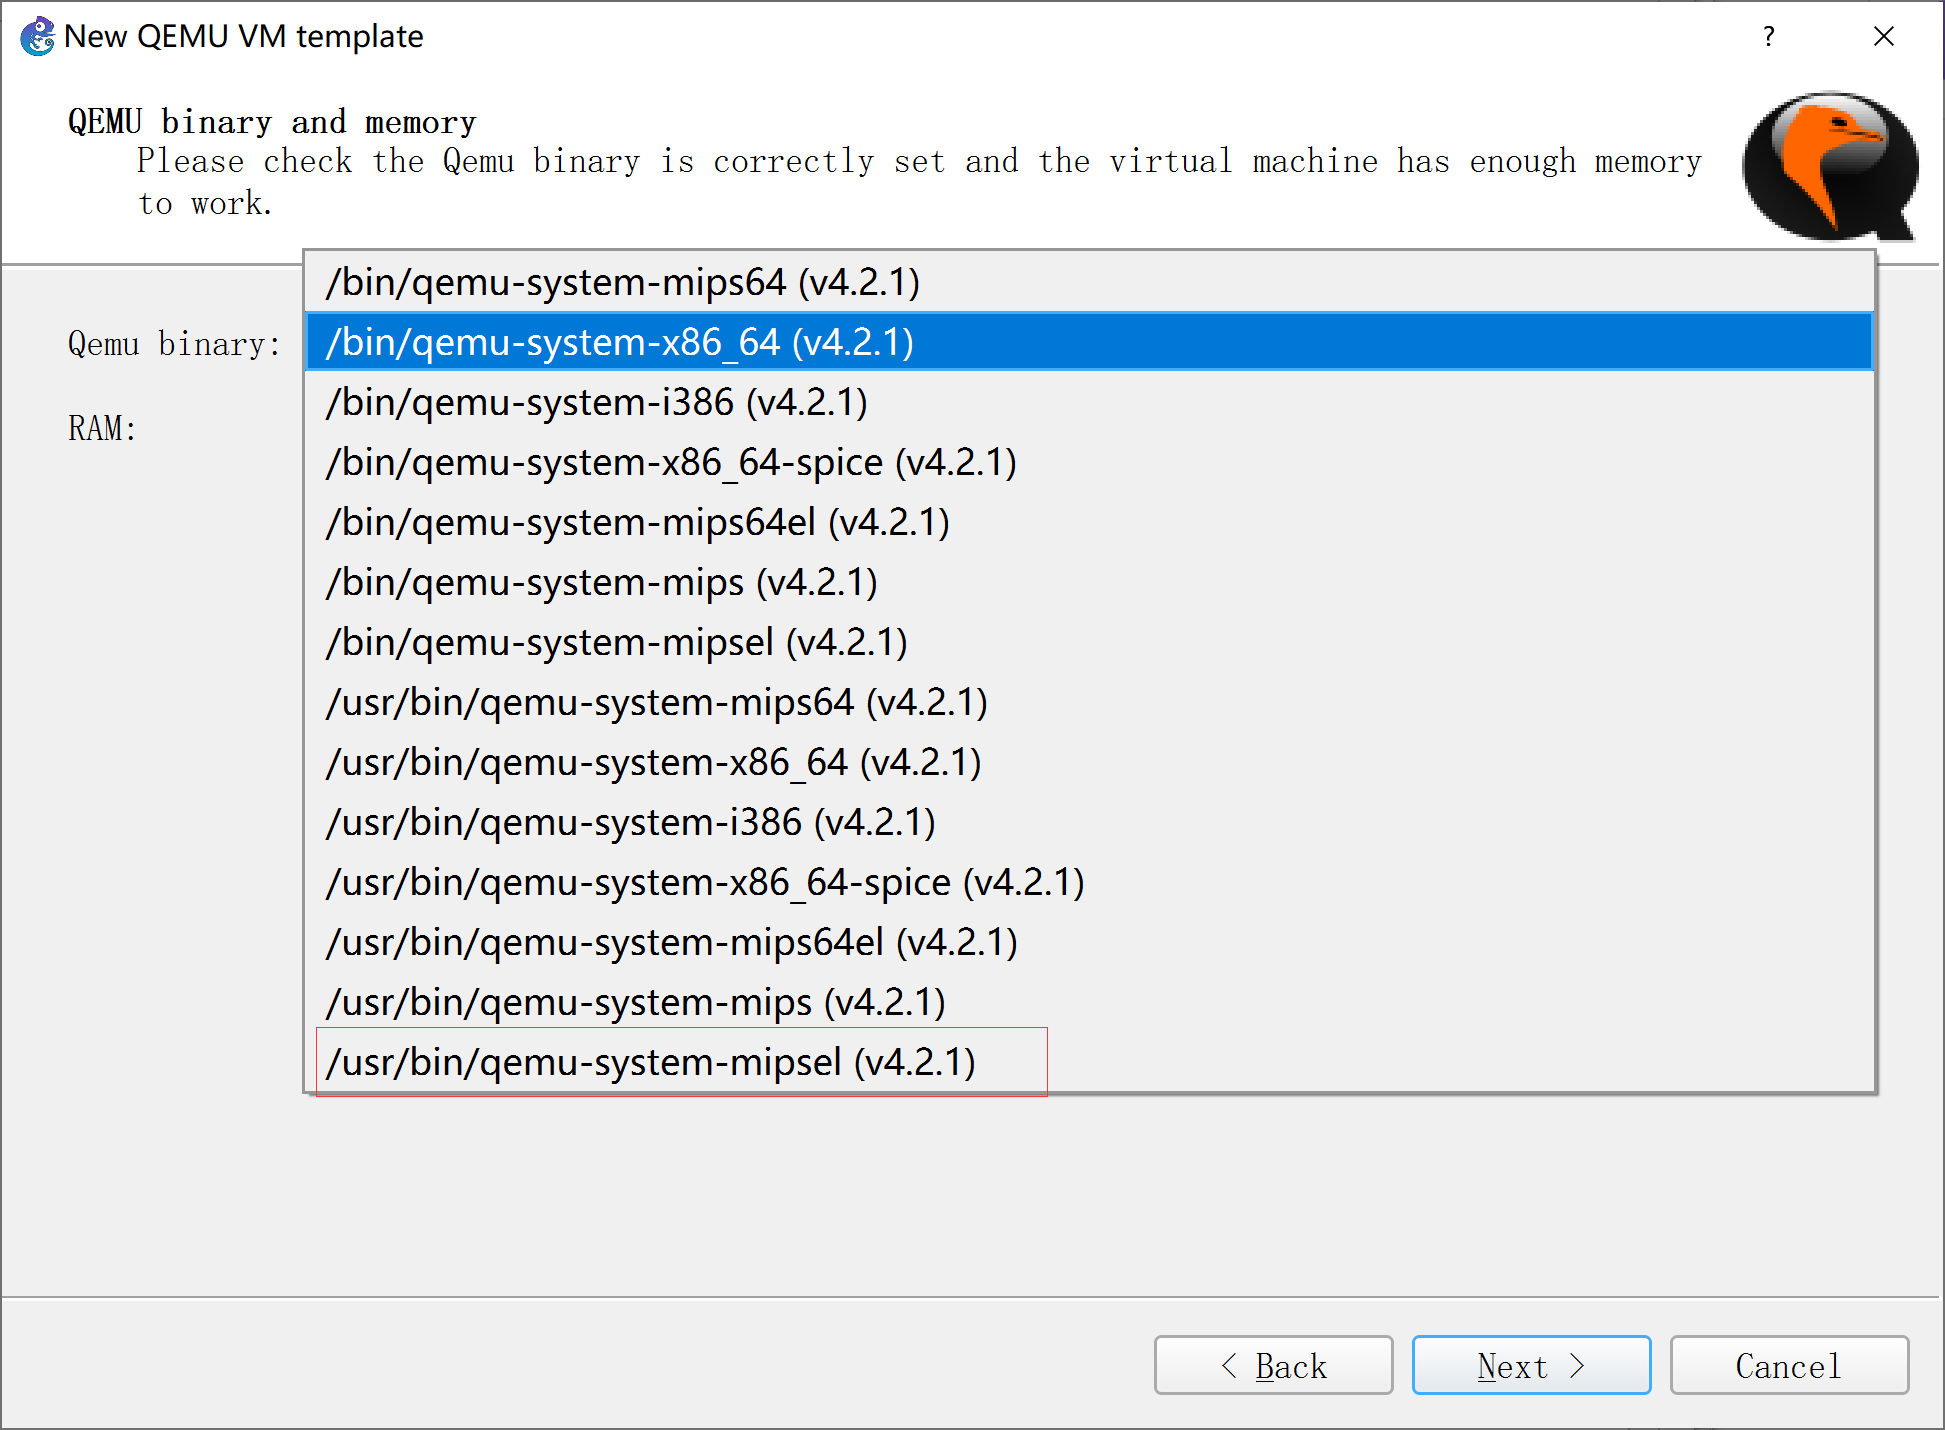 New QEMU VM template
?
QEMU binary and memory
Please check the Qemu binary is correctly set and the virtual machine has enough memory
to work.
/bin/qemu-system-mips64 (v4.2.1)
Qemu binary:
/bin/qemu-system-x86_64 (v4.2.1)
/bin/qemu-system-i386 (v4.2.1)
RAM:
/bin/qemu-system-x86_64-spice (v4.2.1)
/bin/qemu-system-mips64el (v4.2.1)
/bin/qemu-system-mips (v4.2.1)
/bin/qemu-system-mipsel (v4.2.1)
/usr/bin/qemu-system-mips64 (v4.2.1)
/usr/bin/qemu-system-x86_64 (v4.2.1)
/usr/bin/qemu-system-i386 (v4.2.1)
/usr/bin/qemu-system-x86_64-spice (v4.2.1)
/usr/bin/qemu-system-mips64el (v4.2.1)
/usr/bin/qemu-system-mips (v4.2.1)
/usr/bin/qemu-system-mipsel (v4.2.1)
< Back
Next >
Cancel